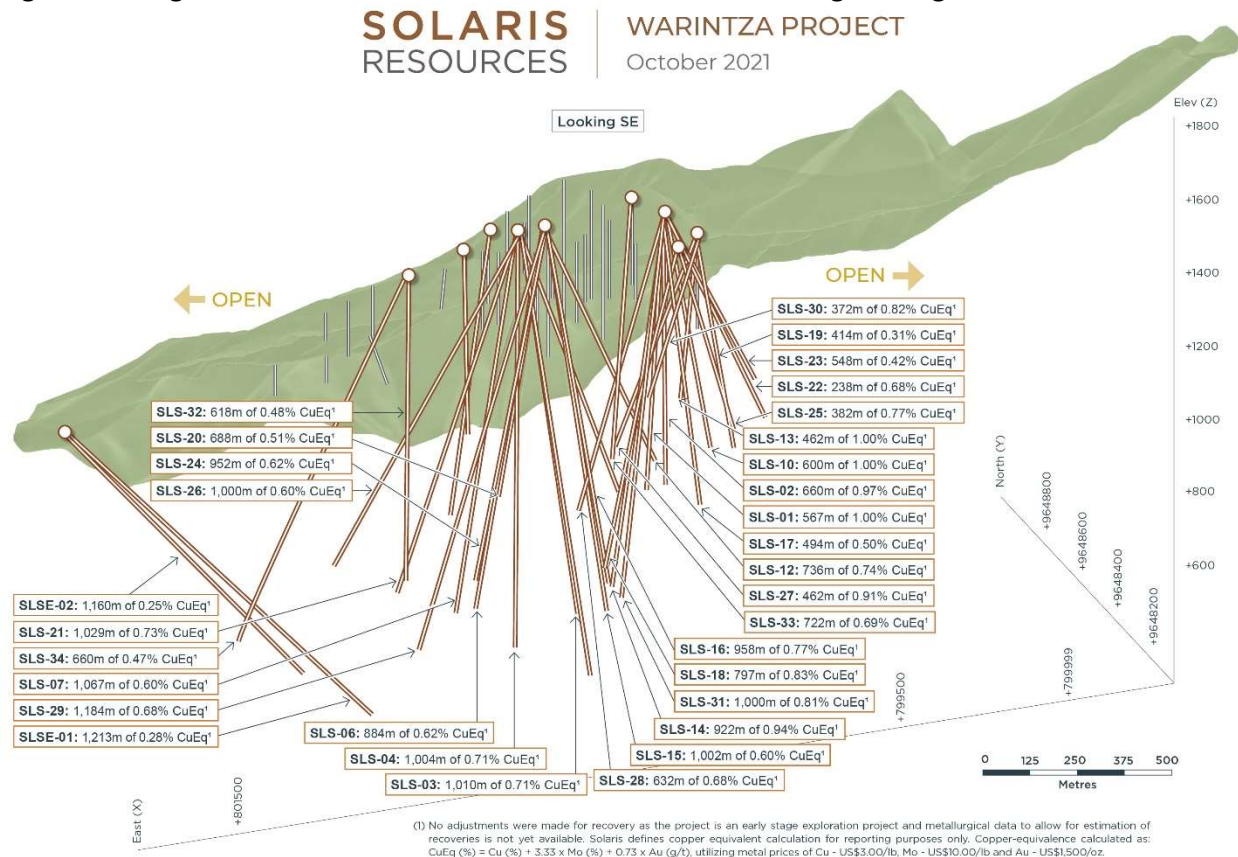 SOLARIS
RESOURCES
WARINTZA PROJECT
October 2021
Looking SE
Elev (Z)
+1800
+1600
+1400
+1200
+1000
+800
+600
OPEN
OPEN
SLS-30: 372m of 0.82% CuEq¹
SLS-19: 414m of 0.31% CuEq¹
SLS-23: 548m of 0.42% CuEq¹
SLS-22: 238m of 0.68% CuEq¹
SLS-25: 382m of 0.77% CuEq¹
SLS-13: 462m of 1.00% CuEq¹
SLS-10: 600m of 1.00% CuEq¹
SLS-02: 660m of 0.97% CuEq¹
SLS-01: 567m of 1.00% CuEq¹
SLS-17: 494m of 0.50% CuEq¹
SLS-12: 736m of 0.74% CuEq¹
SLS-27: 462m of 0.91% CuEq¹
SLS-33: 722m of 0.69% CuEq¹
SLS-32: 618m of 0.48% CuEq¹
SLS-20: 688m of 0.51% CuEq¹
SLS-24: 952m of 0.62% CuEq¹
SLS-26: 1,000m of 0.60% CuEq¹
SLSE-02: 1,160m of 0.25% CuEq¹
SLS-21: 1,029m of 0.73% CuEq¹
SLS-34: 660m of 0.47% CuEq¹
SLS-07: 1,067m of 0.60% CuEq¹
SLS-29: 1,184m of 0.68% CuEq¹
SLSE-01: 1,213m of 0.28% CuEq¹
SLS-16: 958m of 0.77% CuEq¹
SLS-18: 797m of 0.83% CuEq¹
SLS-31: 1,000m of 0.81% CuEq¹
SLS-14: 922m of 0.94% CuEq¹
SLS-15: 1,002m of 0.60% CuEq¹
SLS-28: 632m of 0.68% CuEq¹
SLS-06: 884m of 0.62% CuEq¹
SLS-04: 1,004m of 0.71% CuEq¹
SLS-03: 1,010m of 0.71% CuEq¹
North (Y)
+9648800
+9648600
+9648400
+9648200
+799999
+799500
+801500
East (X)
0 125 250 375 500
Metres
(1) No adjustments were made for recovery as the project is an early stage exploration project and metallurgical data to allow for estimation of
recoveries is not yet available. Solaris defines copper equivalent calculation for reporting purposes only. Copper-equivalence calculated as:
CuEq (%) = Cu (%) + 3.33 x Mo (%) + 0.73 x Au (g/t), utilizing metal prices of Cu - US$3.00/lb, Mo - US$10.00/lb and Au - US$1,500/oz.